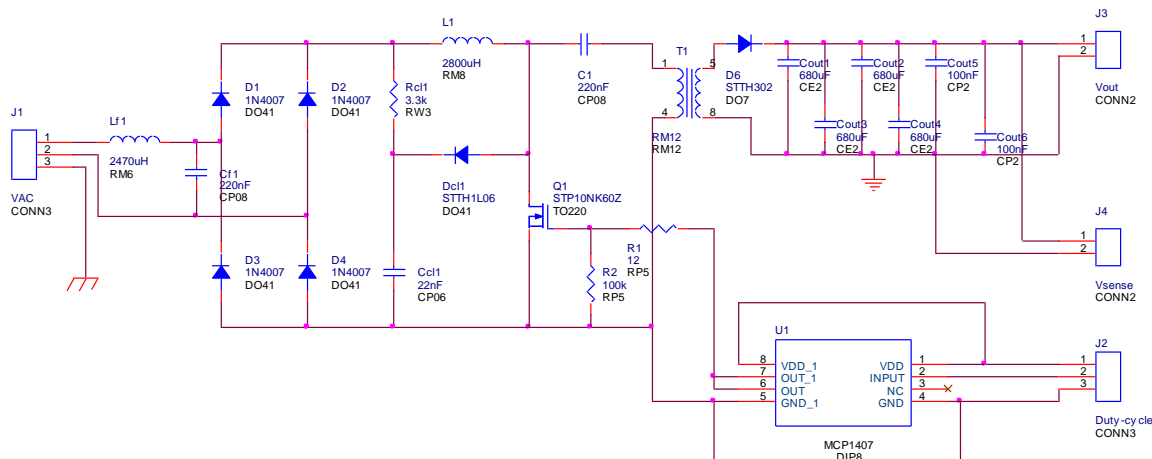 J1
1
2
3
VAC
CONN3
Lf1
2470uH
RM6
Cf1
220nF
CP08
D1
1N4007
DO41
D2
1N4007
DO41
D3
1N4007
DO41
D4
1N4007
DO41
Rcl1
3.3k
RW3
L1
2800uH
RM8
Dcl1
STTH1L06
DO41
Ccl1
22nF
CP06
C1
220nF
CP08
Q1
STP10NK60Z
TO220
R1
12
RP5
R2
100k
RP5
T1
1
4
5
8
RM12
RM12
D6
STTH302
DO7
Cout1
680uF
CE2
Cout2
680uF
CE2
Cout5
100nF
CP2
Cout3
680uF
CE2
Cout4
680uF
CE2
Cout6
100nF
CP2
J3
1
2
Vout
CONN2
J4
1
2
Vsense
CONN2
U1
8 VDD_1 VDD 1
7 OUT_1 INPUT 2
6 OUT NC 3
5 GND_1 GND 4
MCP1407
DIP8
J2
1
2
3
Duty-cycle
CONN3